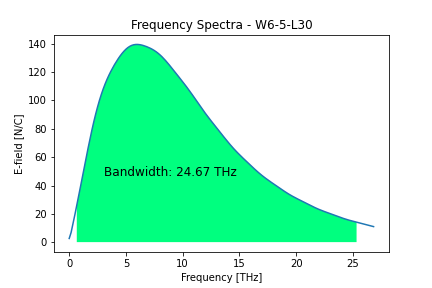 Frequency Spectra - W6-5-L30
140
120
100
80
60
40
20
0
E-field [N/C]
Bandwidth: 24.67 THz
0 5 10 15 20 25
Frequency [THz]